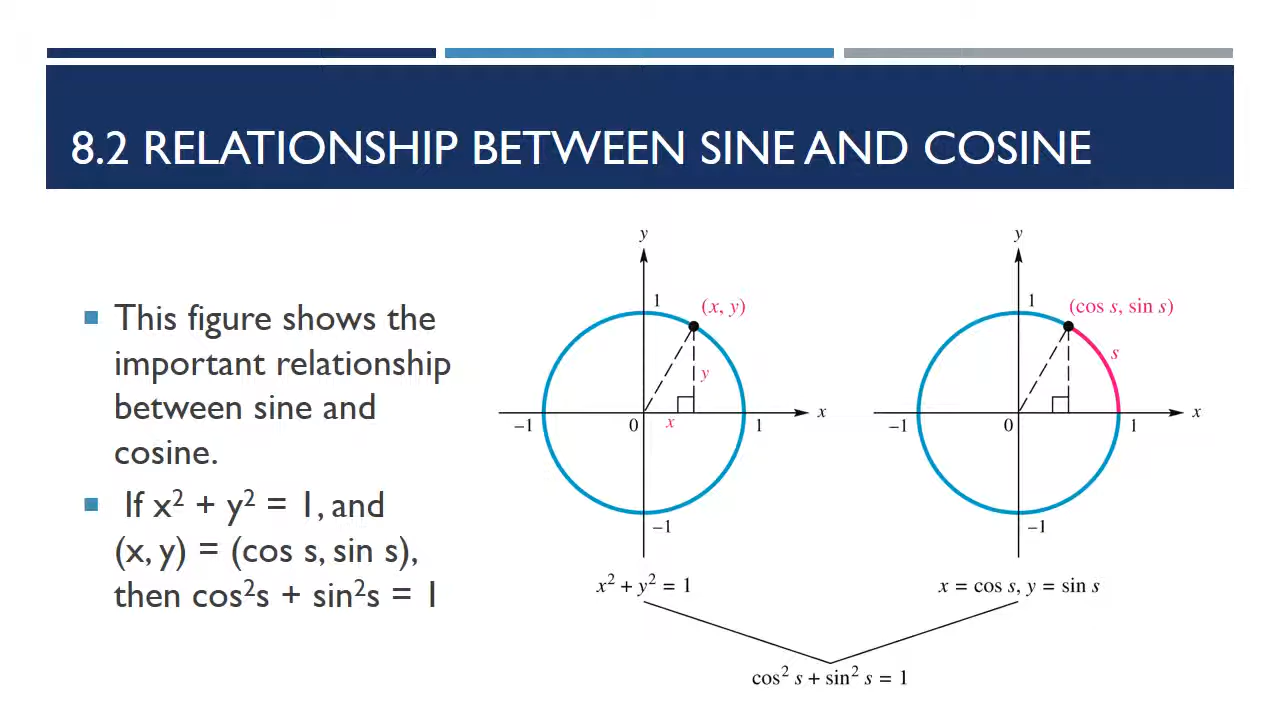 8.2 RELATIONSHIP BETWEEN SINE AND COSINE
This figure shows the
important relationship
between sine and
cosine.
If x² + y² = 1, and
(x, y) = (cos s, sin s),
then cos²s + sin²s = 1
y
1
(x, y)
y
x
−1
0
x
1
−1
x² + y² = 1
y
1
(cos s, sin s)
s
x
−1
0
1
−1
x = cos s, y = sin s
cos² s + sin² s = 1